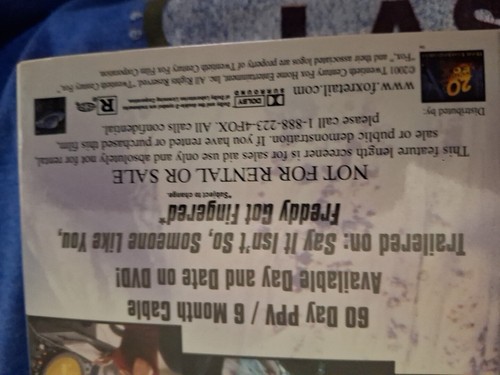 60 Day PPV / 6 Month Cable
Available Day and Date on DVD!
Trailered on: Say It Isn't So, Someone Like You,
Freddy Got Fingered*
*Subject to change.
NOT FOR RENTAL OR SALE
This feature length screener is for sales aid use only and absolutely not for rental,
sale or public demonstration. If you have rented or purchased this film,
please call 1-888-223-4FOX. All calls confidential.
Distributed by:
www.foxretail.com
DOLBY SURROUND
R
©2001 Twentieth Century Fox Home Entertainment, Inc. All Rights Reserved. "Twentieth Century Fox,"
"Fox," and their associated logos are property of Twentieth Century Fox Film Corporation.
LAS